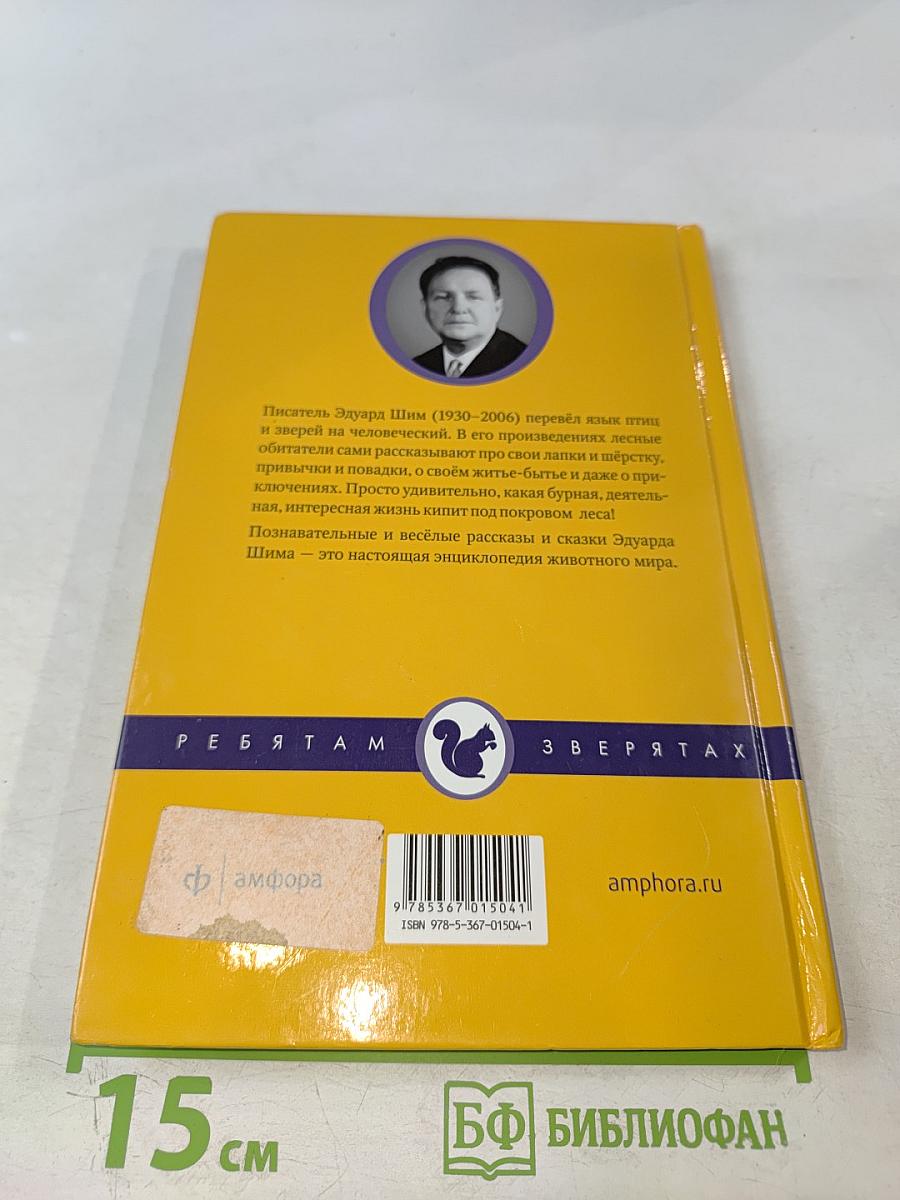 Писатель Эдуард Шим (1930–2006) перевёл язык птиц
и зверей на человеческий. В его произведениях лесные
обитатели сами рассказывают про свои лапки и шёрстку,
привычки и повадки, о своём житье-бытье и даже о при-
ключениях. Просто удивительно, какая бурная, деятель-
ная, интересная жизнь кипит под покровом леса!
Познавательные и весёлые рассказы и сказки Эдуарда
Шима — это настоящая энциклопедия животного мира.
РЕБЯТАМ ЗВЕРЯТАХ
ф | амфора
9 785367 015041
ISBN 978-5-367-01504-1
amphora.ru
15 см
БФ БИБЛИОФАН